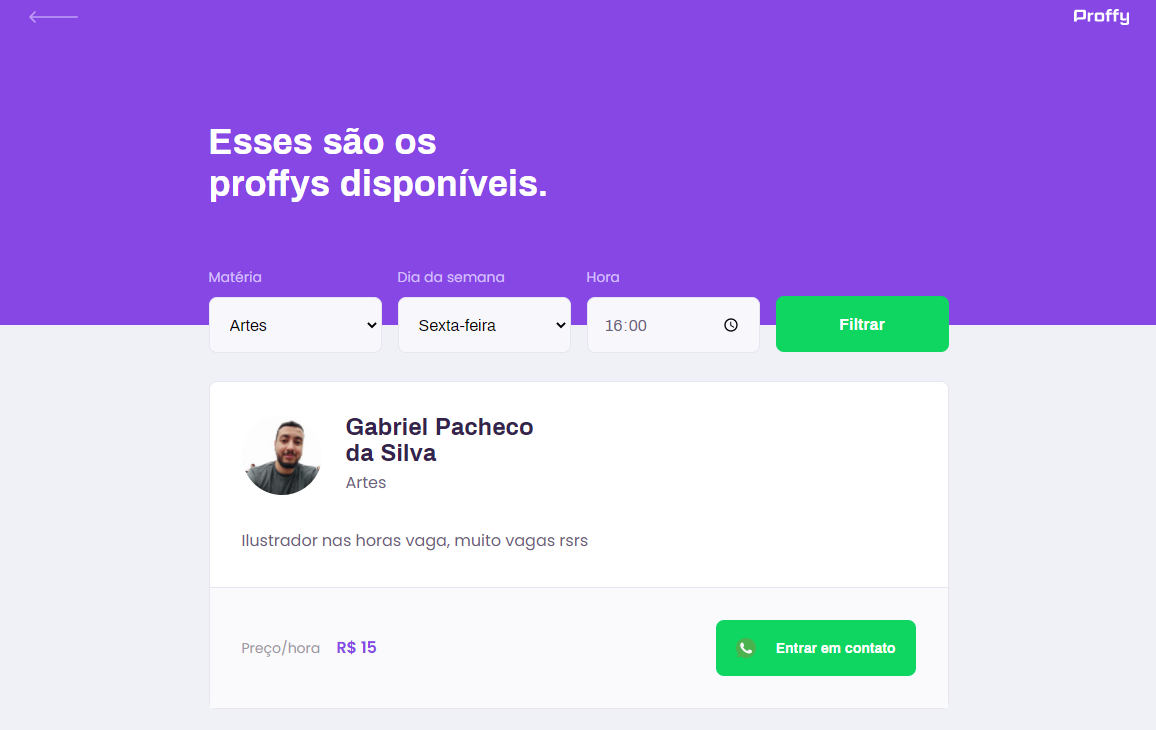 Proffy
Esses são os
proffys disponíveis.
Matéria
Dia da semana
Hora
Artes
Sexta-feira
16:00
Filtrar
Gabriel Pacheco
da Silva
Artes
Ilustrador nas horas vaga, muito vagas rsrs
Preço/hora R$ 15
Entrar em contato